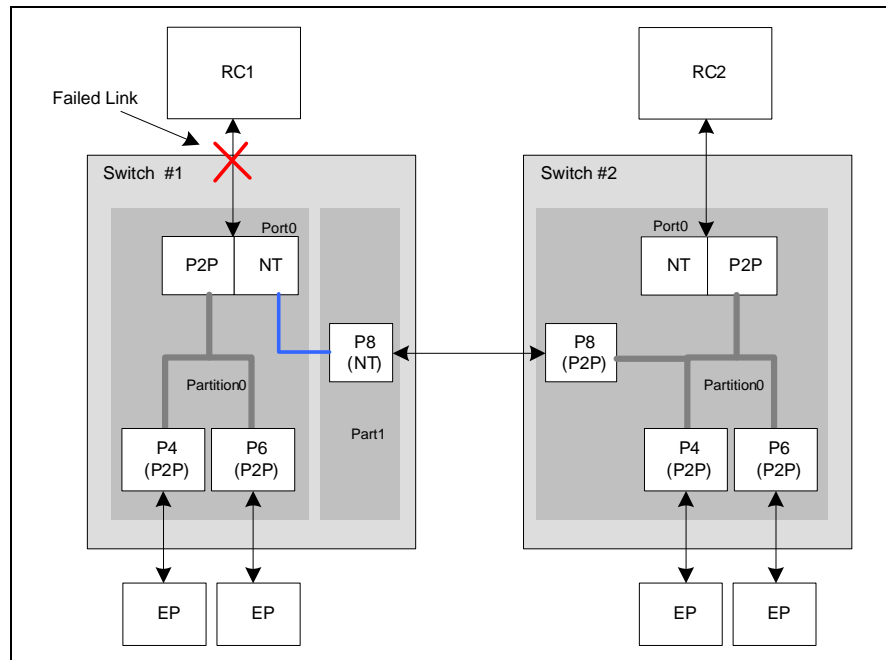 RC1
RC2
Failed Link
Switch #1
Switch #2
Port0
Port0
P2P
NT
NT
P2P
P8
(NT)
P8
(P2P)
Partition0
Partition0
Part1
P4
(P2P)
P6
(P2P)
P4
(P2P)
P6
(P2P)
EP
EP
EP
EP